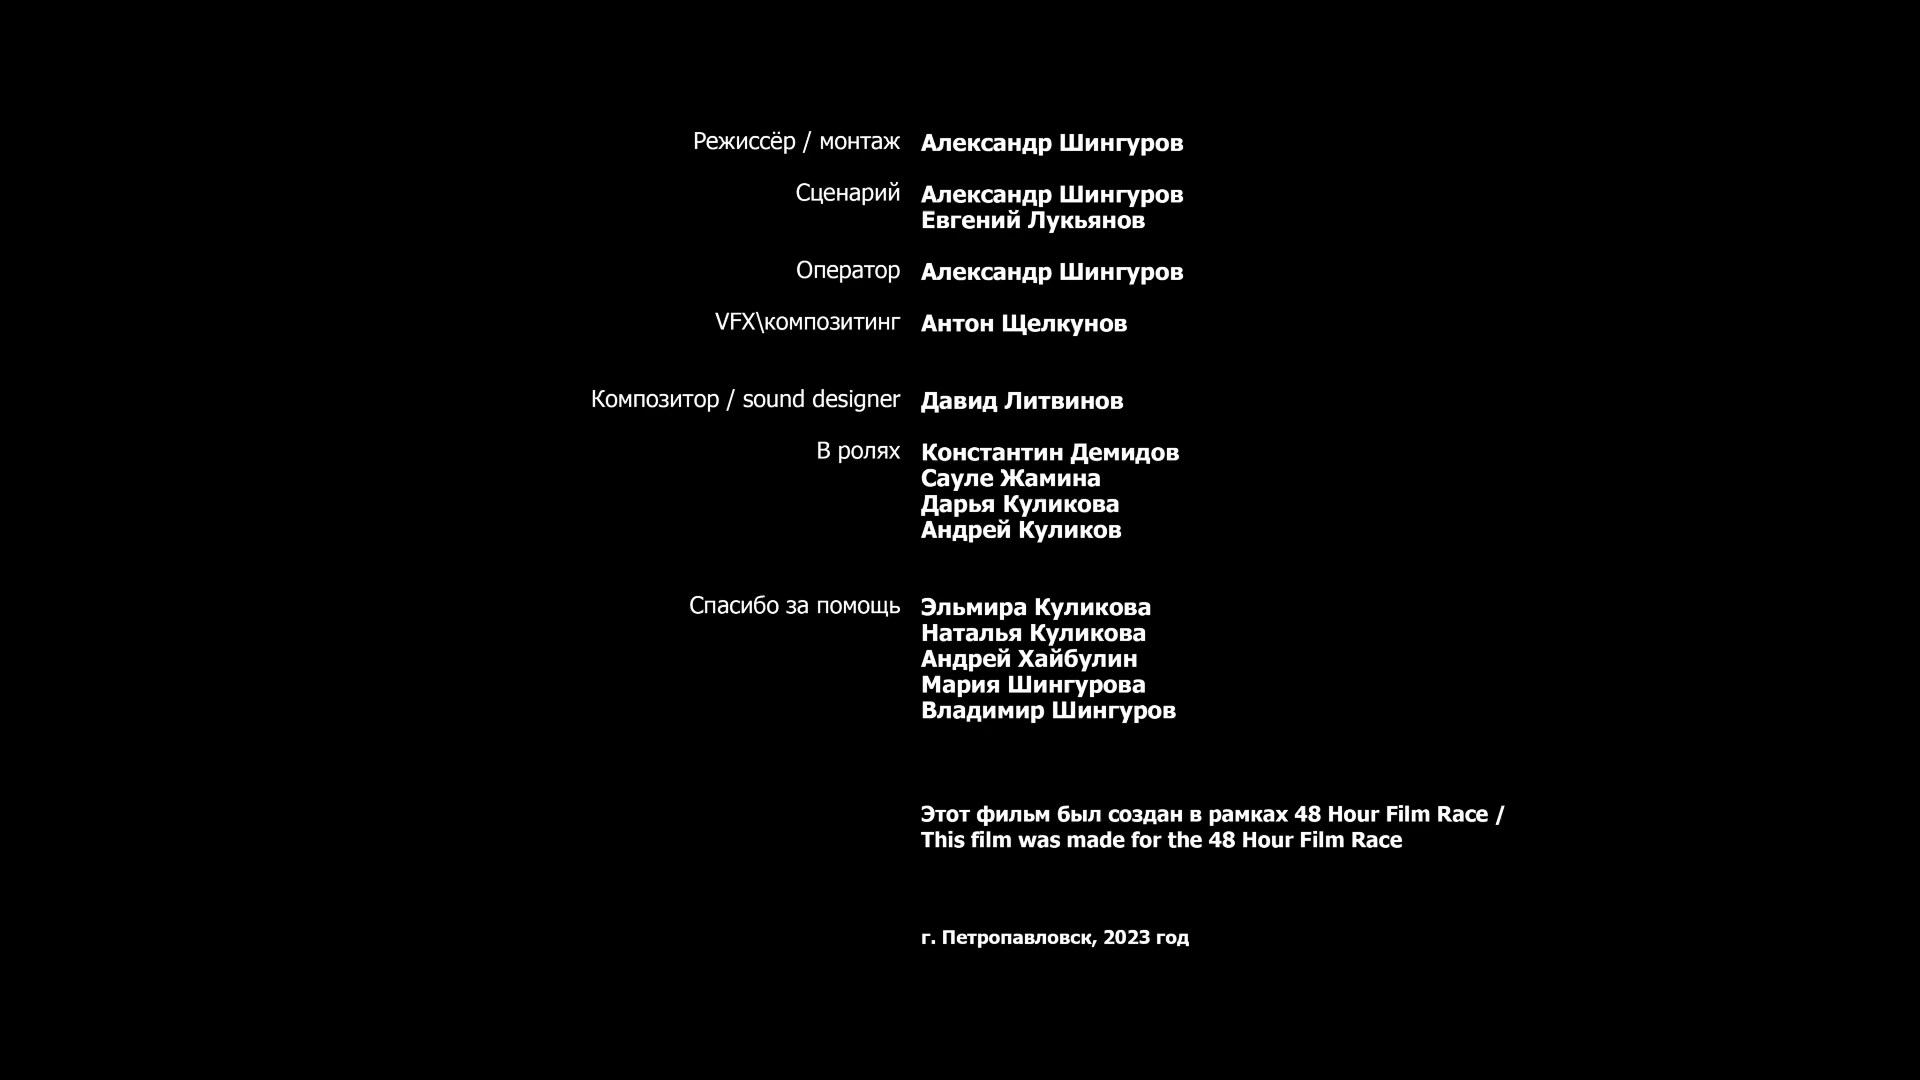 Режиссёр / монтаж Александр Шингуров
Сценарий Александр Шингуров
Евгений Лукьянов
Оператор Александр Шингуров
VFX\композитинг Антон Щелкунов
Композитор / sound designer Давид Литвинов
В ролях Константин Демидов
Сауле Жамина
Дарья Куликова
Андрей Куликов
Спасибо за помощь Эльмира Куликова
Наталья Куликова
Андрей Хайбулин
Мария Шингурова
Владимир Шингуров
Этот фильм был создан в рамках 48 Hour Film Race /
This film was made for the 48 Hour Film Race
г. Петропавловск, 2023 год